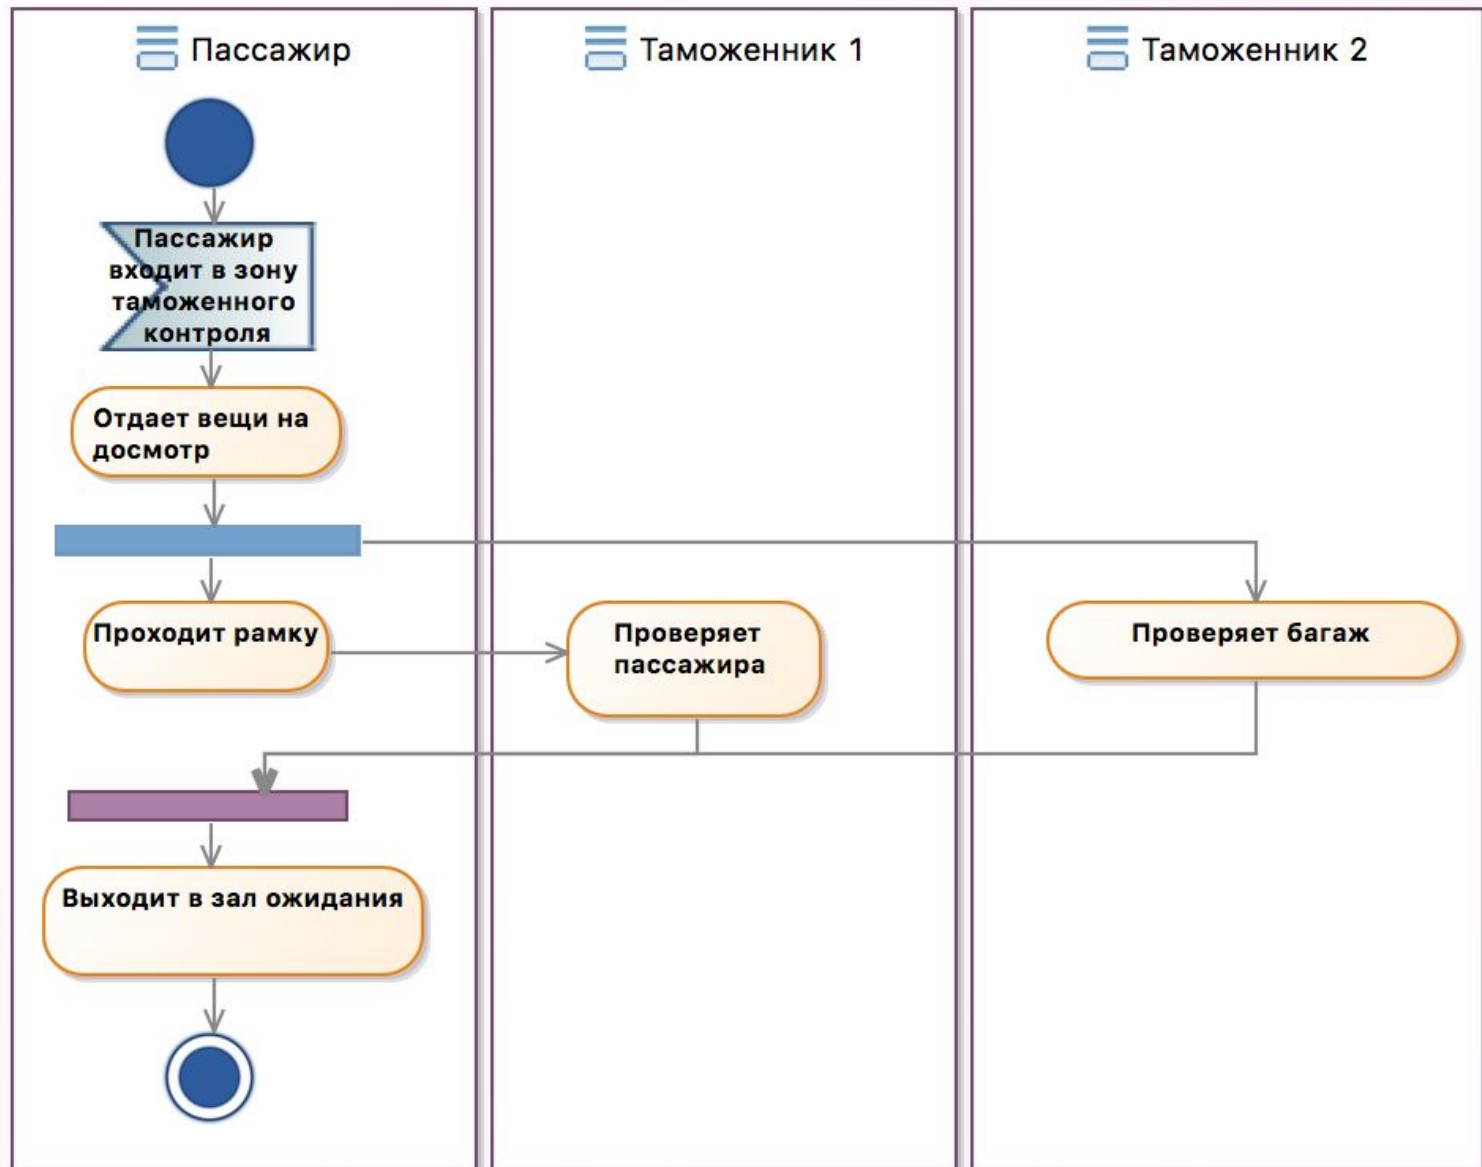 Пассажир
Таможенник 1
Таможенник 2
Пассажир
входит в зону
таможенного
контроля
Отдает вещи на
досмотр
Проходит рамку
Проверяет
пассажира
Проверяет багаж
Выходит в зал ожидания